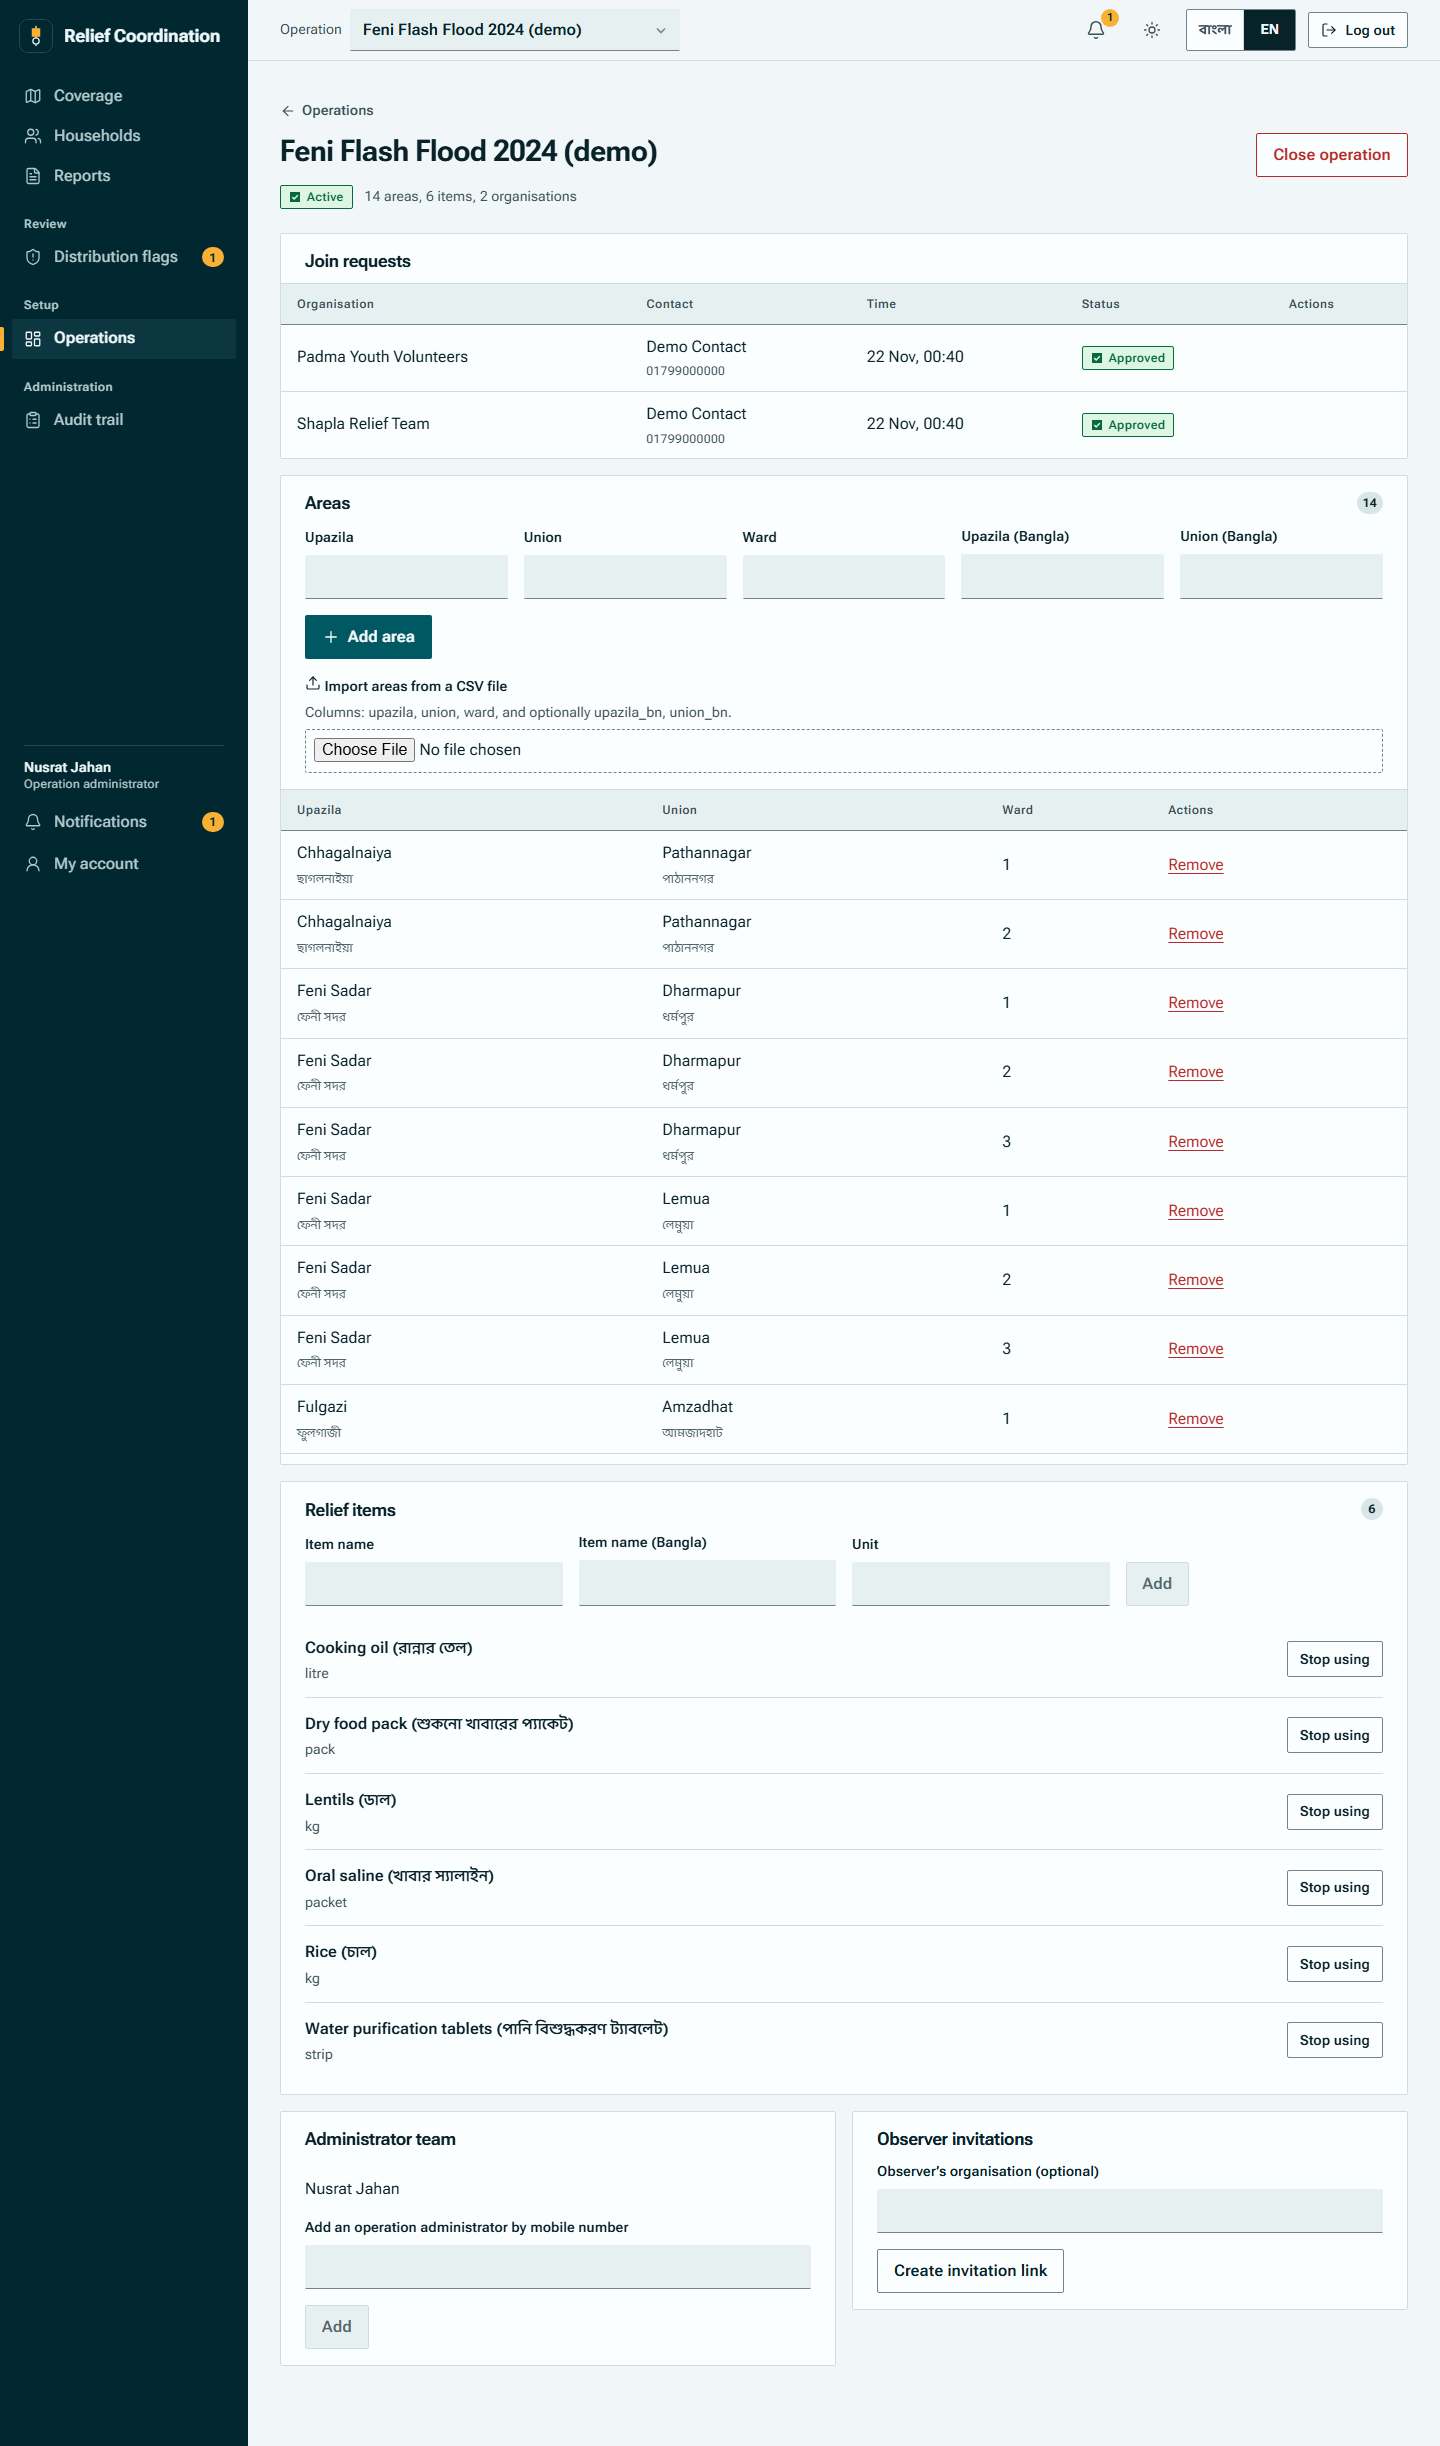 Relief Coordination
Operation
Feni Flash Flood 2024 (demo)
1
বাংলা
EN
Log out
Coverage
Households
Reports
Review
Distribution flags
1
Setup
Operations
Administration
Audit trail
Nusrat Jahan
Operation administrator
Notifications
1
My account
Operations
Feni Flash Flood 2024 (demo)
Close operation
Active
14 areas, 6 items, 2 organisations
Join requests
Organisation Contact Time Status Actions
Padma Youth Volunteers Demo Contact 22 Nov, 00:40 Approved
01799000000
Shapla Relief Team Demo Contact 22 Nov, 00:40 Approved
01799000000
Areas
14
Upazila Union Ward Upazila (Bangla) Union (Bangla)
Add area
Import areas from a CSV file
Columns: upazila, union, ward, and optionally upazila_bn, union_bn.
Choose File No file chosen
Upazila Union Ward Actions
Chhagalnaiya Pathannagar 1 Remove
ছাগলনাইয়া পাঠাননগর
Chhagalnaiya Pathannagar 2 Remove
ছাগলনাইয়া পাঠাননগর
Feni Sadar Dharmapur 1 Remove
ফেনী সদর ধর্মপুর
Feni Sadar Dharmapur 2 Remove
ফেনী সদর ধর্মপুর
Feni Sadar Dharmapur 3 Remove
ফেনী সদর ধর্মপুর
Feni Sadar Lemua 1 Remove
ফেনী সদর লেমুয়া
Feni Sadar Lemua 2 Remove
ফেনী সদর লেমুয়া
Feni Sadar Lemua 3 Remove
ফেনী সদর লেমুয়া
Fulgazi Amzadhat 1 Remove
ফুলগাজী আমজাদহাট
Relief items
6
Item name Item name (Bangla) Unit
Add
Cooking oil (রান্নার তেল)
litre
Stop using
Dry food pack (শুকনো খাবারের প্যাকেট)
pack
Stop using
Lentils (ডাল)
kg
Stop using
Oral saline (খাবার স্যালাইন)
packet
Stop using
Rice (চাল)
kg
Stop using
Water purification tablets (পানি বিশুদ্ধকরণ ট্যাবলেট)
strip
Stop using
Administrator team
Nusrat Jahan
Add an operation administrator by mobile number
Add
Observer invitations
Observer’s organisation (optional)
Create invitation link